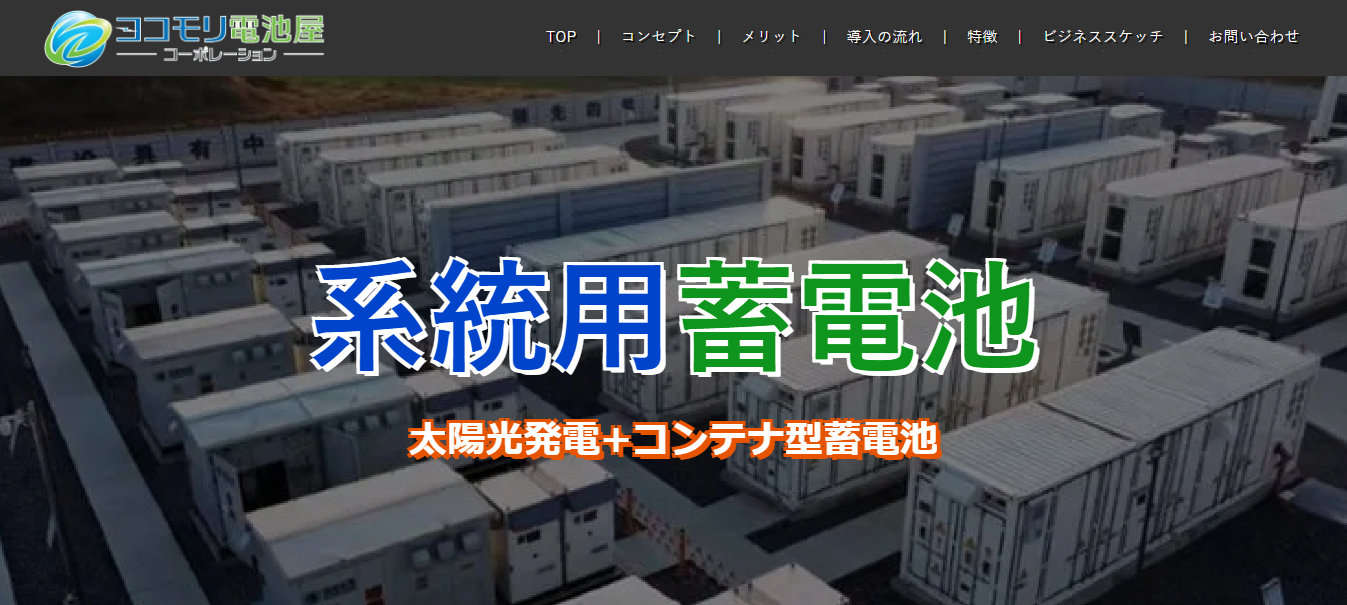 ヨコモリ電池屋
コーポレーション
TOP | コンセプト | メリット | 導入の流れ | 特徴 | ビジネススケッチ | お問い合わせ
系統用蓄電池
太陽光発電+コンテナ型蓄電池